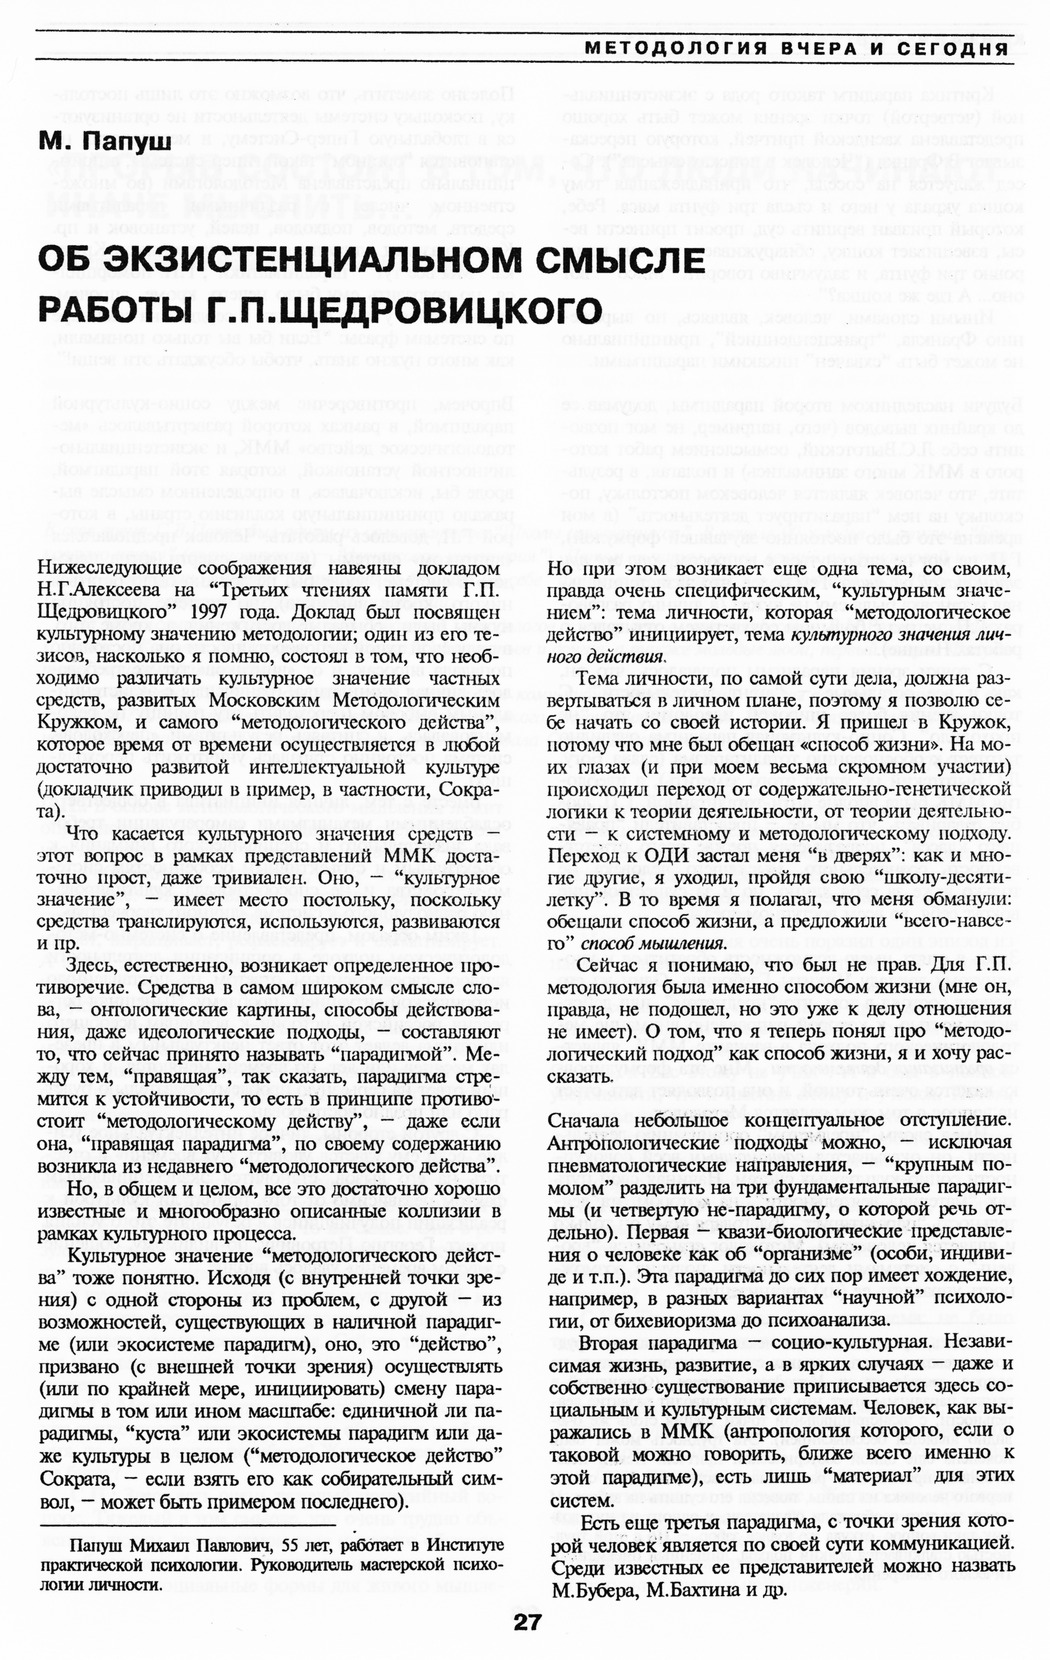 МЕТОДОЛОГИЯ ВЧЕРА И СЕГОДНЯ
М. Папуш
ОБ ЭКЗИСТЕНЦИАЛЬНОМ СМЫСЛЕ
РАБОТЫ Г.П.ЩЕДРОВИЦКОГО
Нижеследующие соображения навеяны докладом
Н.Г.Алексеева на “Третьих чтениях памяти Г.П.
Щедровицкого” 1997 года. Доклад был посвящен
культурному значению методологии; один из его те-
зисов, насколько я помню, состоял в том, что необ-
ходимо различать культурное значение частных
средств, развитых Московским Методологическим
Кружком, и самого “методологического действа”,
которое время от времени осуществляется в любой
достаточно развитой интеллектуальной культуре
(докладчик приводил в пример, в частности, Сокра-
та).
Что касается культурного значения средств —
этот вопрос в рамках представлений ММК доста-
точно прост, даже тривиален. Оно, — “культурное
значение”, — имеет место постольку, поскольку
средства транслируются, используются, развиваются
и пр.
Здесь, естественно, возникает определенное про-
тиворечие. Средства в самом широком смысле сло-
ва, — онтологические картины, способы действова-
ния, даже идеологические подходы, — составляют
то, что сейчас принято называть “парадигмой”. Ме-
жду тем, “правящая”, так сказать, парадигма стре-
мится к устойчивости, то есть в принципе противо-
стоит “методологическому действу”, — даже если
она, “правящая парадигма”, по своему содержанию
возникла из недавнего “методологического действа”.
Но, в общем и целом, все это достаточно хорошо
известные и многообразно описанные коллизии в
рамках культурного процесса.
Культурное значение “методологического дейст-
ва” тоже понятно. Исходя (с внутренней точки зре-
ния) с одной стороны из проблем, с другой — из
возможностей, существующих в наличной парадиг-
ме (или экосистеме парадигм), оно, это “действо”,
призвано (с внешней точки зрения) осуществлять
(или по крайней мере, инициировать) смену пара-
дигмы в том или ином масштабе: единичной ли па-
радигмы, “куста” или экосистемы парадигм или да-
же культуры в целом (“методологическое действо”
Сократа, — если взять его как собирательный сим-
вол, — может быть примером последнего).
Папуш Михаил Павлович, 55 лет, работает в Институте
практической психологии. Руководитель мастерской психо-
логии личности.
Но при этом возникает еще одна тема, со своим,
правда очень специфическим, “культурным значе-
нием”: тема личности, которая “методологическое
действо” инициирует, тема культурного значения лич-
ного действия.
Тема личности, по самой сути дела, должна раз-
вертываться в личном плане, поэтому я позволю се-
бе начать со своей истории. Я пришел в Кружок,
потому что мне был обещан «способ жизни». На мо-
их глазах (и при моем весьма скромном участии)
происходил переход от содержательно-генетической
логики к теории деятельности, от теории деятельно-
сти — к системному и методологическому подходу.
Переход к ОДИ застал меня “в дверях”: как и мно-
гие другие, я уходил, пройдя свою “школу-десяти-
летку”. В то время я полагал, что меня обманули:
обещали способ жизни, а предложили “всего-навсе-
го” способ мышления.
Сейчас я понимаю, что был не прав. Для Г.П.
методология была именно способом жизни (мне он,
правда, не подошел, но это уже к делу отношения
не имеет). О том, что я теперь понял про “методо-
логический подход” как способ жизни, я и хочу рас-
сказать.
Сначала небольшое концептуальное отступление.
Антропологические подходы можно, — исключая
пневматологические направления, — “крупным по-
молом” разделить на три фундаментальные парадиг-
мы (и четвертую не-парадигму, о которой речь от-
дельно). Первая — квази-биологические представле-
ния о человеке как об “организме” (особи, индиви-
де и т.п.). Эта парадигма до сих пор имеет хождение,
например, в разных вариантах “научной” психоло-
гии, от бихевиоризма до психоанализа.
Вторая парадигма — социо-культурная. Незави-
симая жизнь, развитие, а в ярких случаях — даже и
собственно существование приписывается здесь со-
циальным и культурным системам. Человек, как вы-
ражались в ММК (антропология которого, если о
таковой можно говорить, ближе всего именно к
этой парадигме), есть лишь “материал” для этих
систем.
Есть еще третья парадигма, с точки зрения кото-
рой человек является по своей сути коммуникацией.
Среди известных ее представителей можно назвать
М.Бубера, М.Бахтина и др.
27